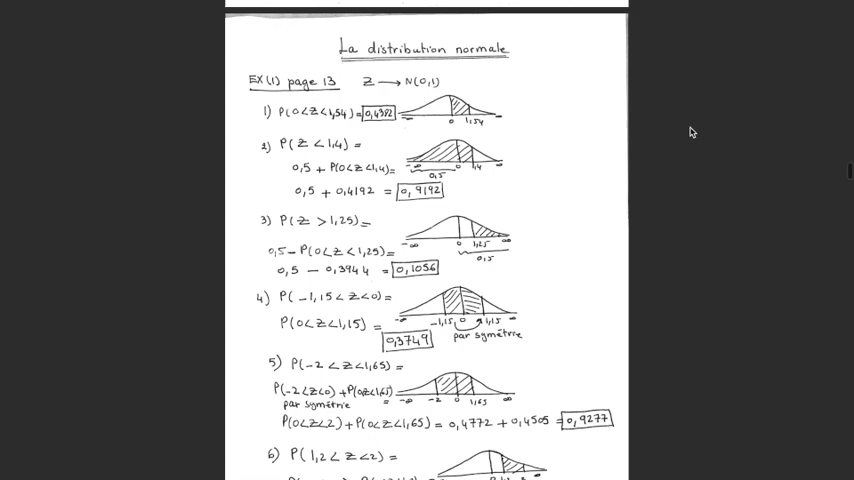 La distribution normale
EX(1) page 13 Z → N(0,1)
1) P(0<Z<1,54)= 0,4382
-∞ 0 1,54 ∞
2) P(Z<1,4)=
0,5 + P(0<Z<1,4)=
-∞ 0 1,4 ∞
0,5
0,5 + 0,4192 = 0,9192
3) P(Z >1,25)=
-∞ 0 1,25 ∞
0,5 - P(0<Z<1,25)=
0,5
0,5 - 0,3944 = 0,1056
4) P(-1,15<Z<0)=
-∞ -1,15 0 1,15 ∞
P(0<Z<1,15) = 0,3749
par symétrie
5) P(-2 <Z<1,65)=
P(-2<Z<0)+P(0<Z<1,65) =
-∞ -2 0 1,65 ∞
par symétrie
P(0<Z<2)+P(0<Z<1,65) = 0,4772 + 0,4505 = 0,9277
6) P(1,2<Z<2)=